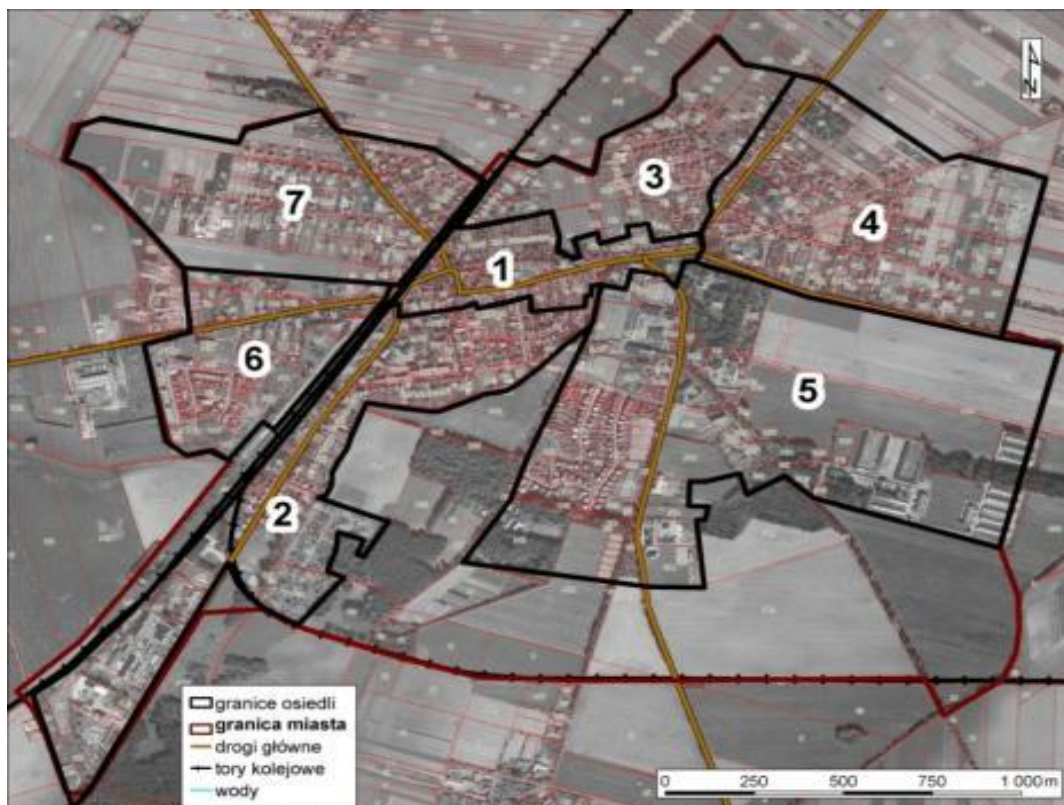 N
3
7
4
1
6
5
2
granice osiedli
granica miasta
drogi główne
tory kolejowe
wody
0 250 500 750 1 000 m